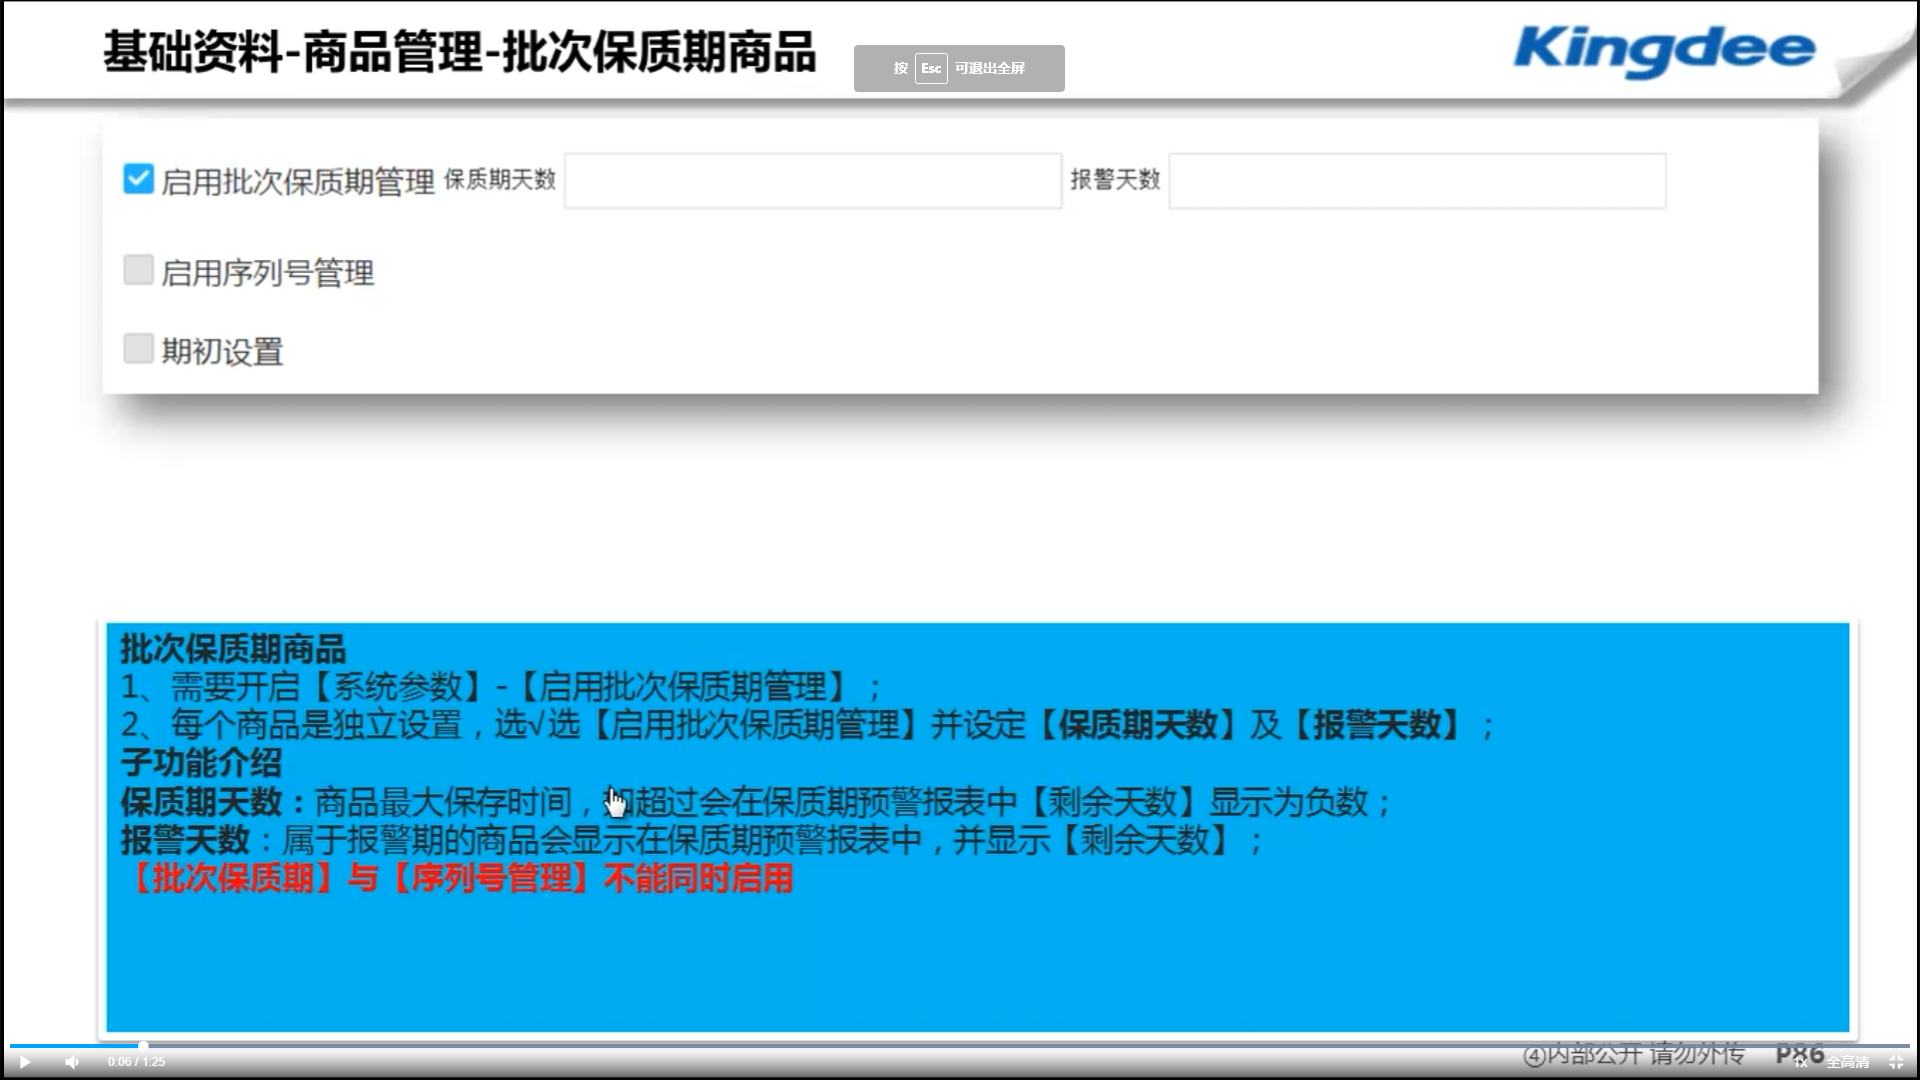 基础资料-商品管理-批次保质期商品
按 Esc 可退出全屏
Kingdee
启用批次保质期管理 保质期天数 报警天数
启用序列号管理
期初设置
批次保质期商品
1、需要开启【系统参数】-【启用批次保质期管理】；
2、每个商品是独立设置，选√选【启用批次保质期管理】并设定【保质期天数】及【报警天数】；
子功能介绍
保质期天数：商品最大保存时间，如超过会在保质期预警报表中【剩余天数】显示为负数；
报警天数：属于报警期的商品会显示在保质期预警报表中，并显示【剩余天数】；
【批次保质期】与【序列号管理】不能同时启用
④内部公开 请勿外传 P86
0:06 / 1:25
1x 全高清